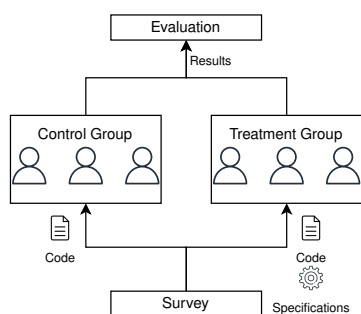 Evaluation
Results
Control Group
Treatment Group
Code
Code
Survey
Specifications